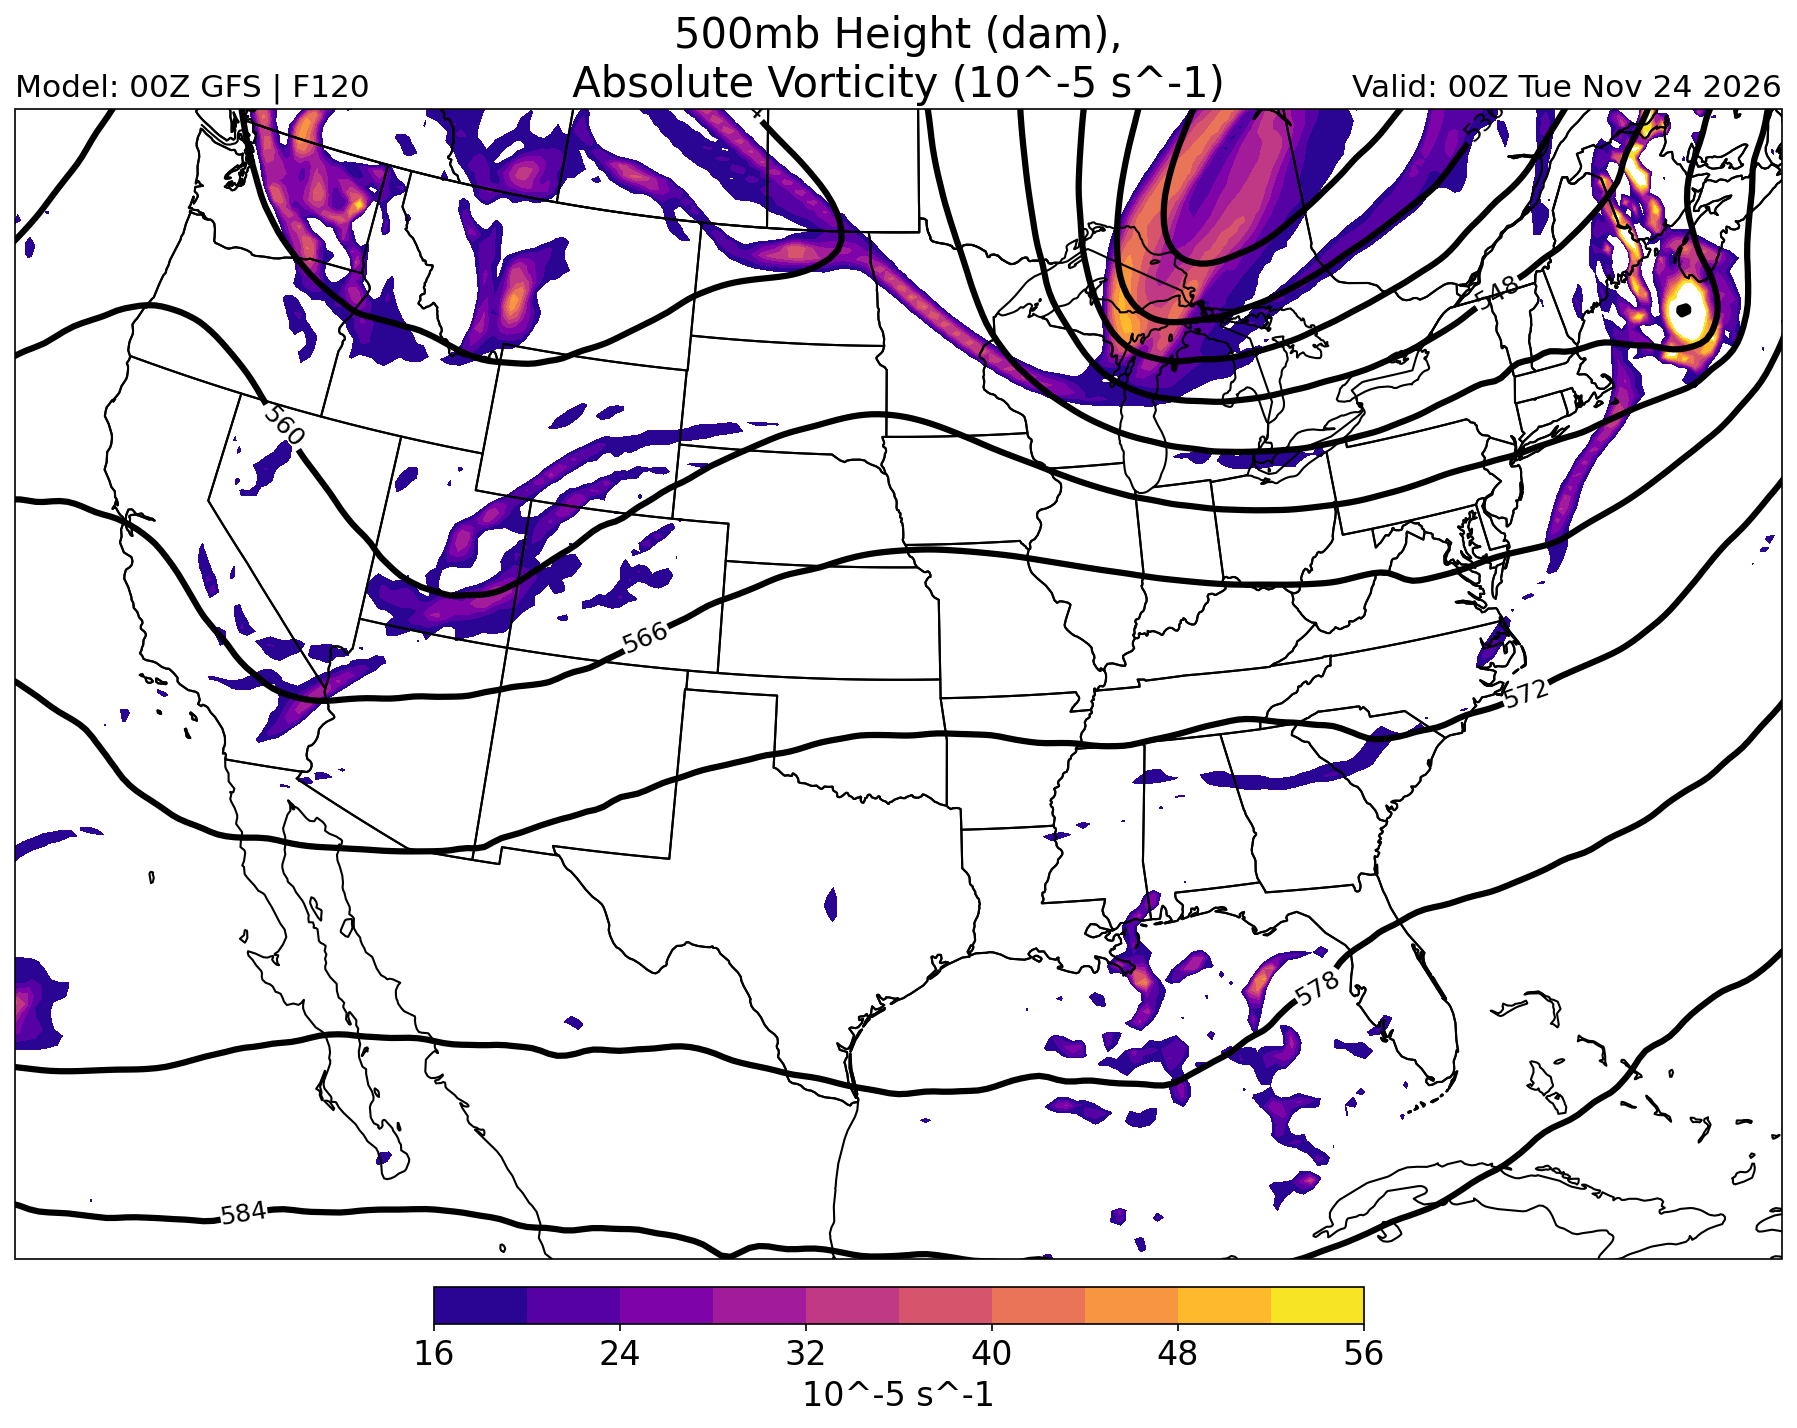 500mb Height (dam),
Model: 00Z GFS | F120
Absolute Vorticity (10^-5 s^-1)
Valid: 00Z Tue Nov 24 2026
548
560
566
572
578
584
16 24 32 40 48 56
10^-5 s^-1